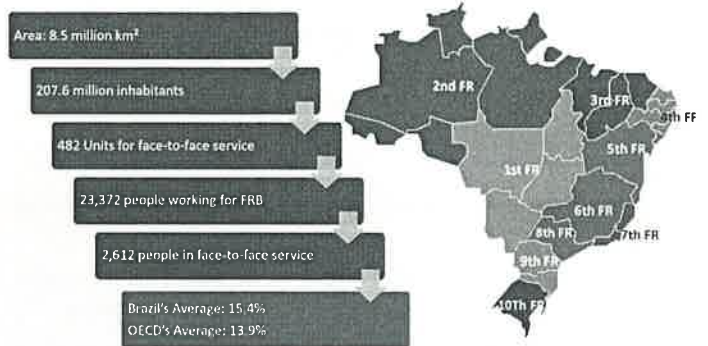 Area: 8.5 million km²
207.6 million inhabitants
482 Units for face-to-face service
23,372 people working for FRB
2,612 people in face-to-face service
Brazil's Average: 15,4%
OECD's Average: 13,9%
2nd FR
3rd FR
4th FF
5th FR
1st FR
6th FR
7th FR
8th FR
9th FR
10Th FR